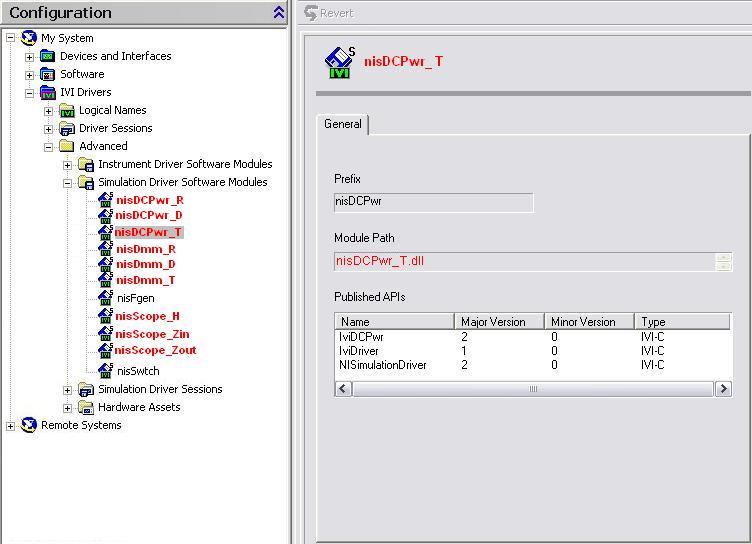 Configuration
My System
Devices and Interfaces
Software
IVI Drivers
Logical Names
Driver Sessions
Advanced
Instrument Driver Software Modules
Simulation Driver Software Modules
nisDCPwr_R
nisDCPwr_D
nisDCPwr_T
nisDmm_R
nisDmm_D
nisDmm_T
nisFgen
nisScope_H
nisScope_Zin
nisScope_Zout
nisSwtch
Simulation Driver Sessions
Hardware Assets
Remote Systems
Revert
S
IVI
nisDCPwr_T
General
Prefix
nisDCPwr
Module Path
nisDCPwr_T.dll
Published APIs
Name Major Version Minor Version Type
IviDCPwr 2 0 IVI-C
IviDriver 1 0 IVI-C
NISimulationDriver 2 0 IVI-C